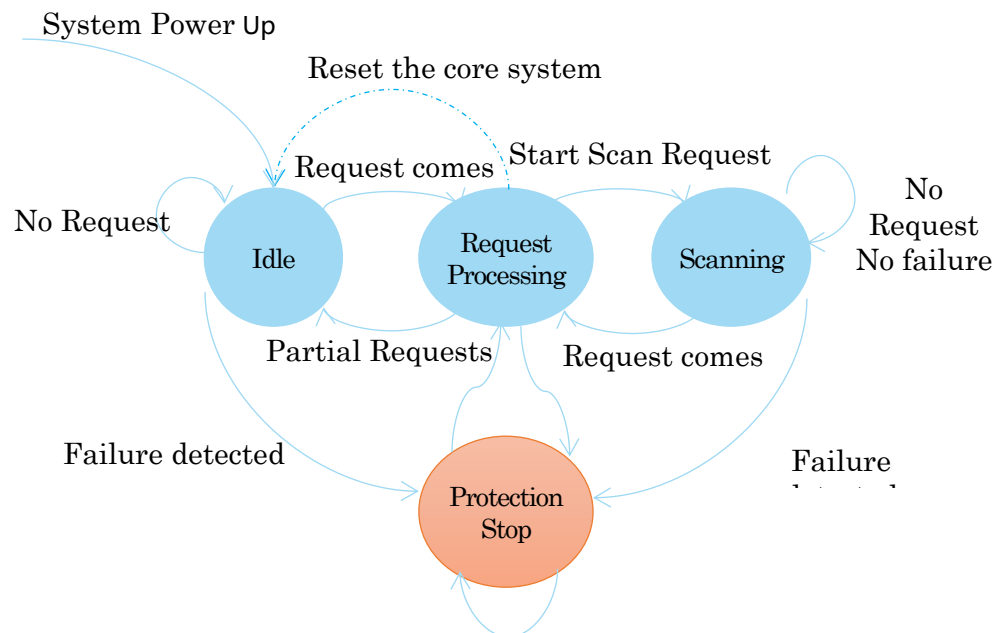 System Power Up
Reset the core system
Request comes
Start Scan Request
No Request
No
Request
No failure
Idle
Request
Processing
Scanning
Partial Requests
Request comes
Failure detected
Failure
Protection
Stop